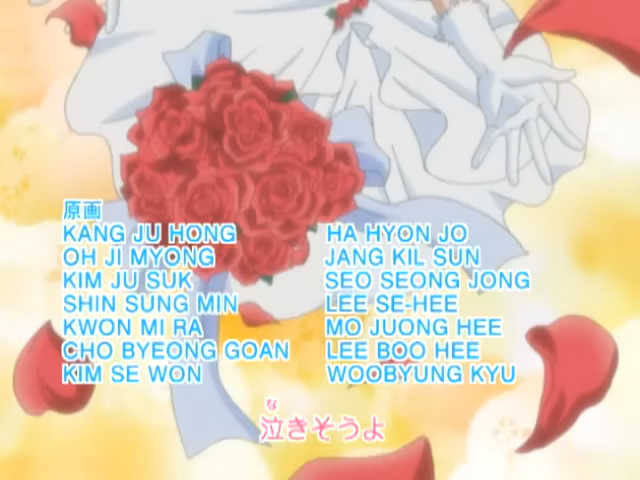 原画
KANG JU HONG HA HYON JO
OH JI MYONG JANG KIL SUN
KIM JU SUK SEO SEONG JONG
SHIN SUNG MIN LEE SE-HEE
KWON MI RA MO JUONG HEE
CHO BYEONG GOAN LEE BOO HEE
KIM SE WON WOOBYUNG KYU
な
泣きそうよ